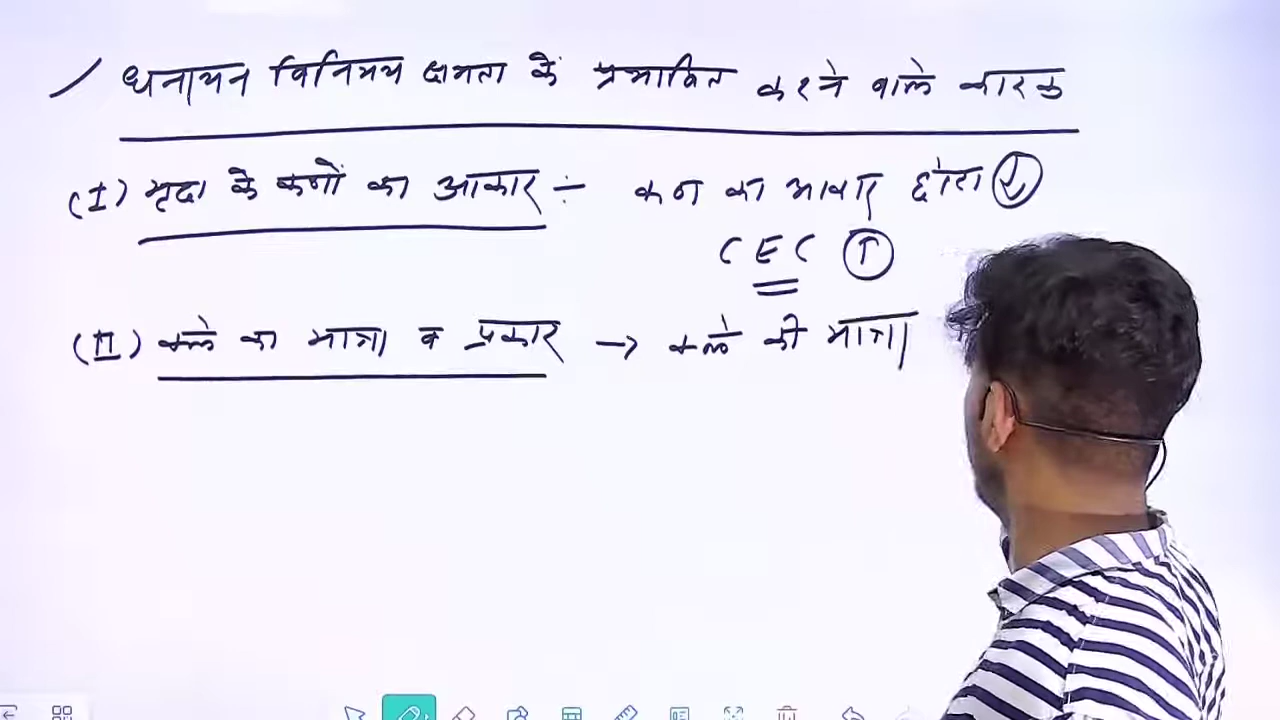 धनायन विनिमय क्षमता के प्रभावित करने वाले कारक
(I) मृदा के कणों का आकार ÷ कण का आकार छोटा ↓
CEC ↑
(II) क्ले का मात्रा व प्रकार → क्ले की मात्रा